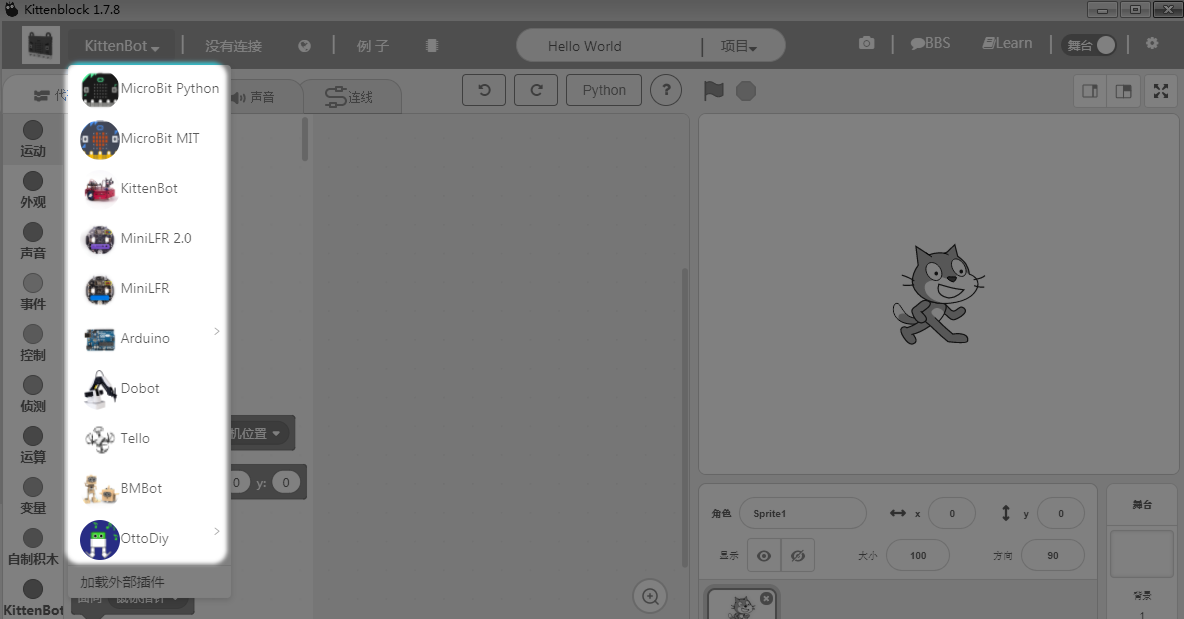 Kittenblock 1.7.8
KittenBot
没有连接
例 子
Hello World
项目
BBS
Learn
舞台
声音
连线
Python
?
MicroBit Python
MicroBit MIT
KittenBot
MiniLFR 2.0
MiniLFR
Arduino
Dobot
Tello
BMBot
OttoDiy
加载外部插件
运动
外观
声音
事件
控制
侦测
运算
变量
自制积木
KittenBot
机位置
0 y: 0
角色 Sprite1 x 0 y 0
显示 大小 100 方向 90
舞台
背景
1